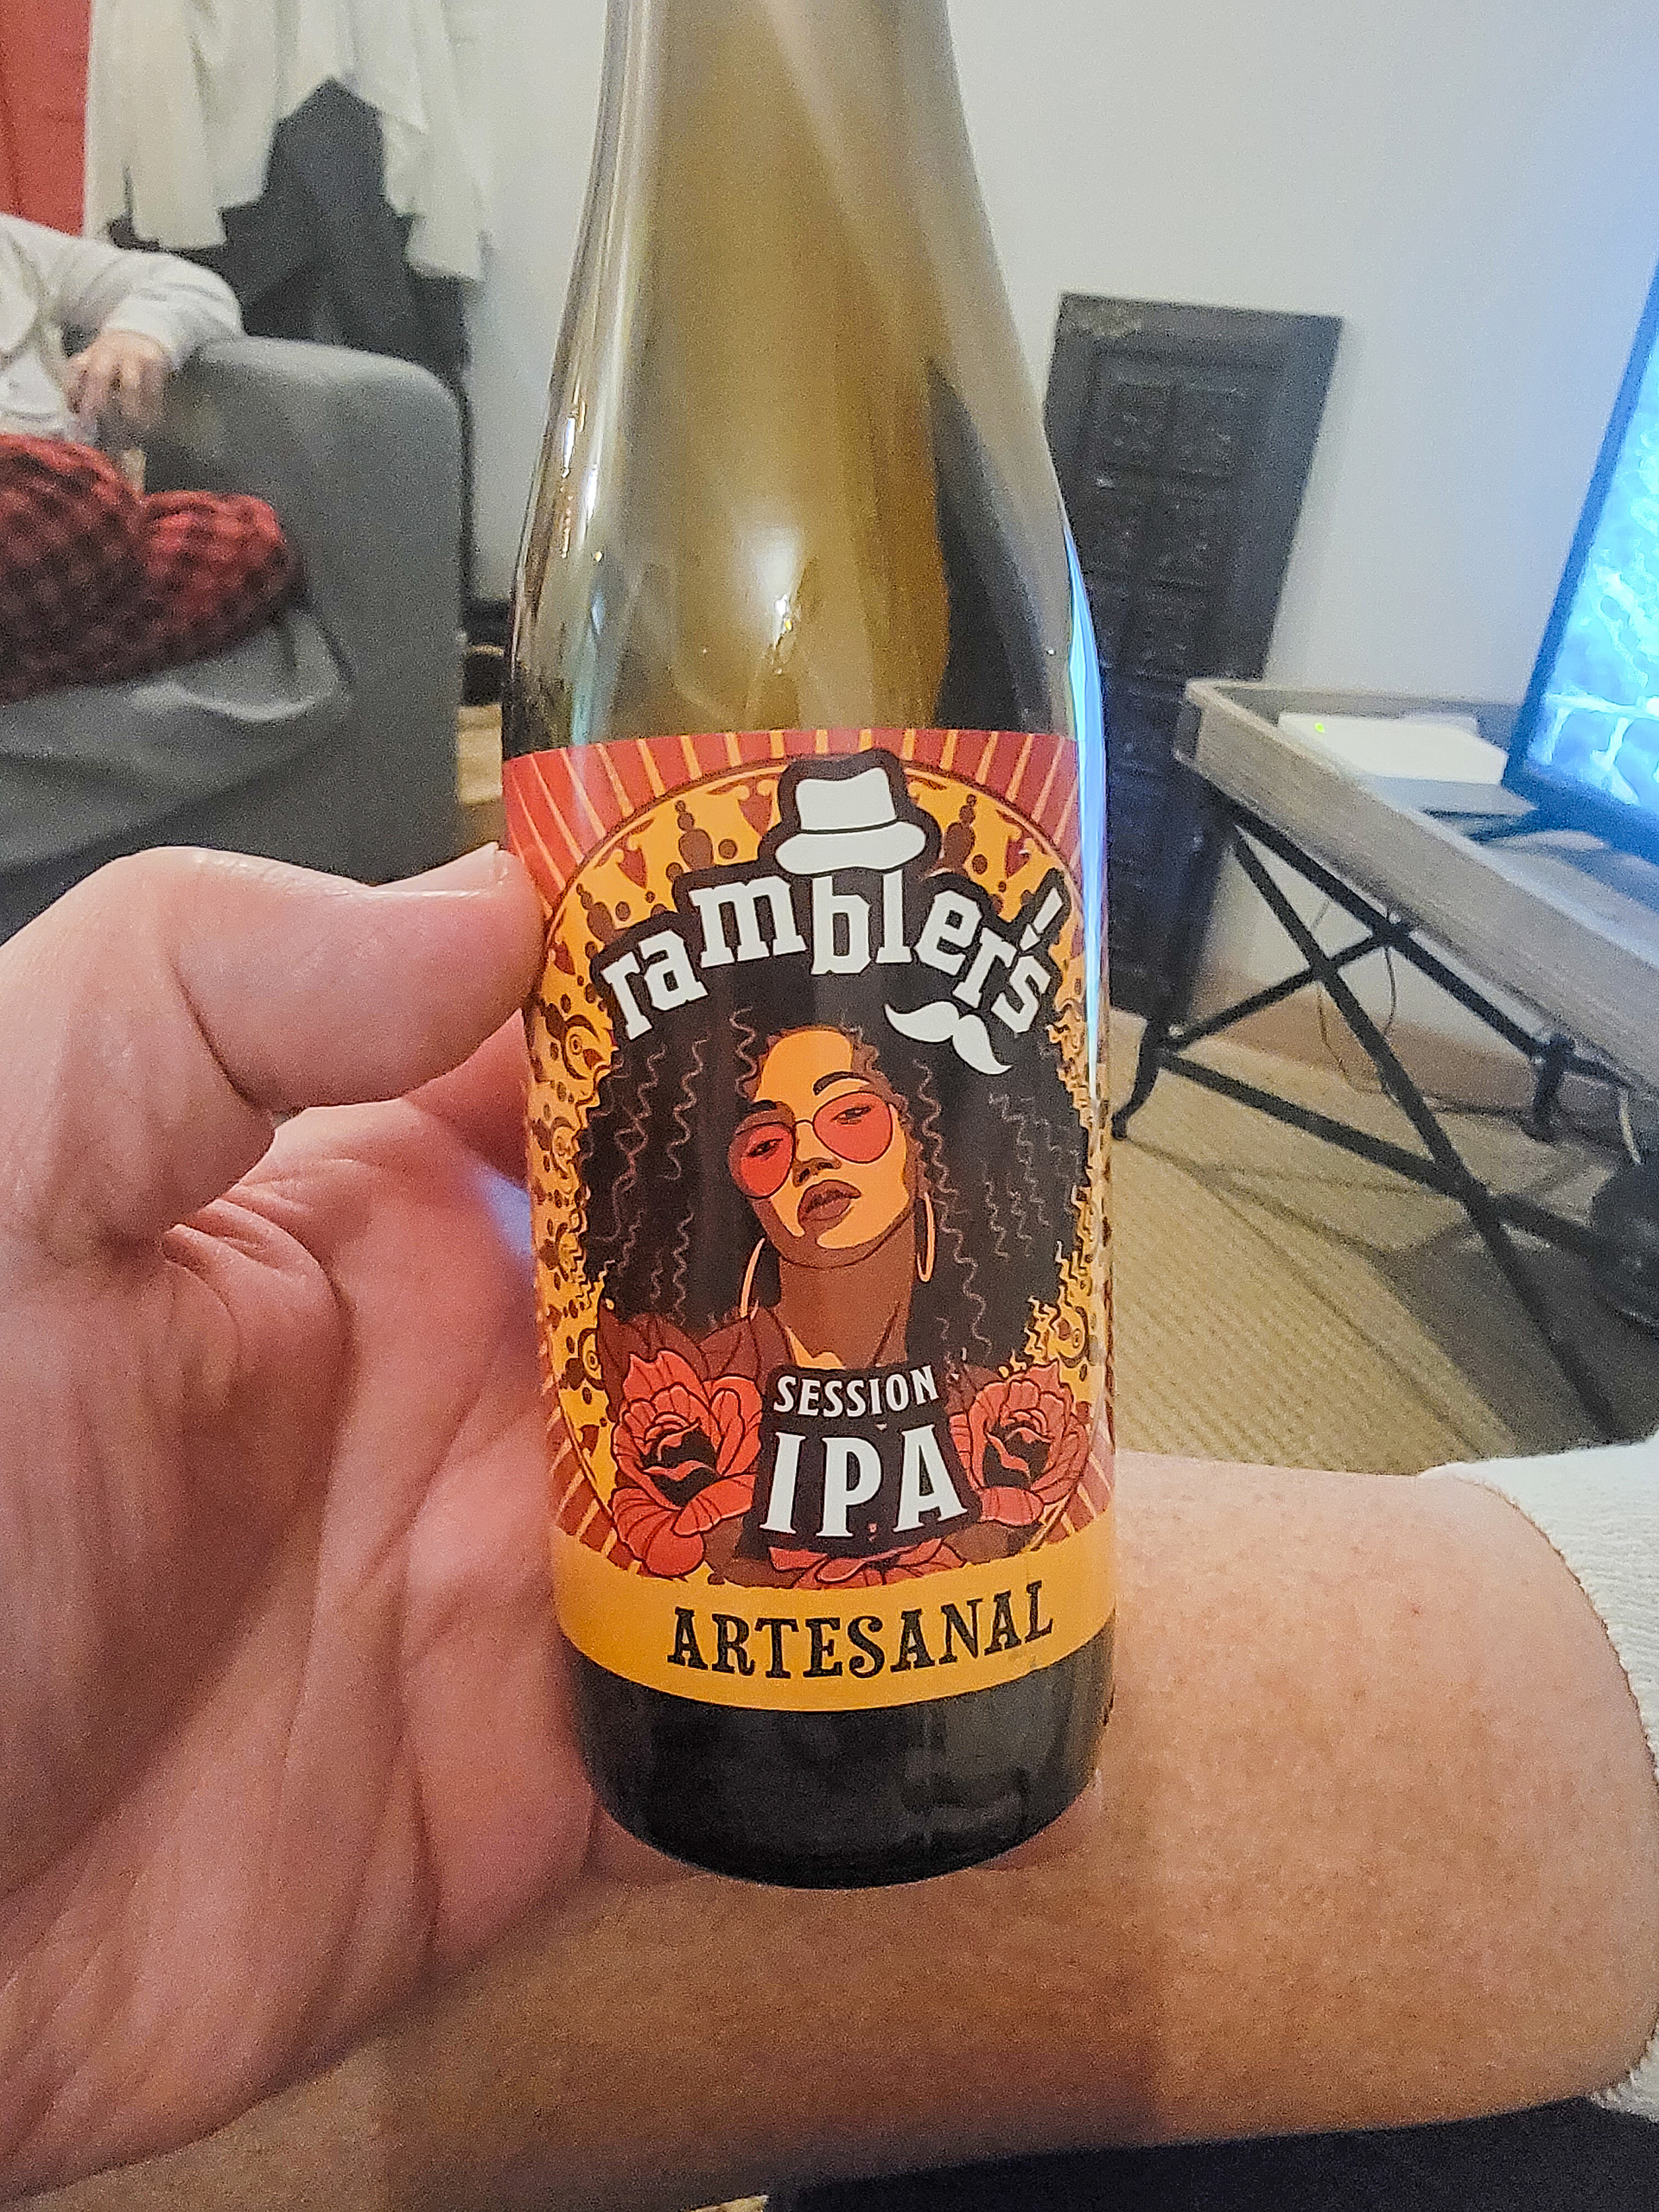 rambler's
SESSION
IPA
ARTESANAL